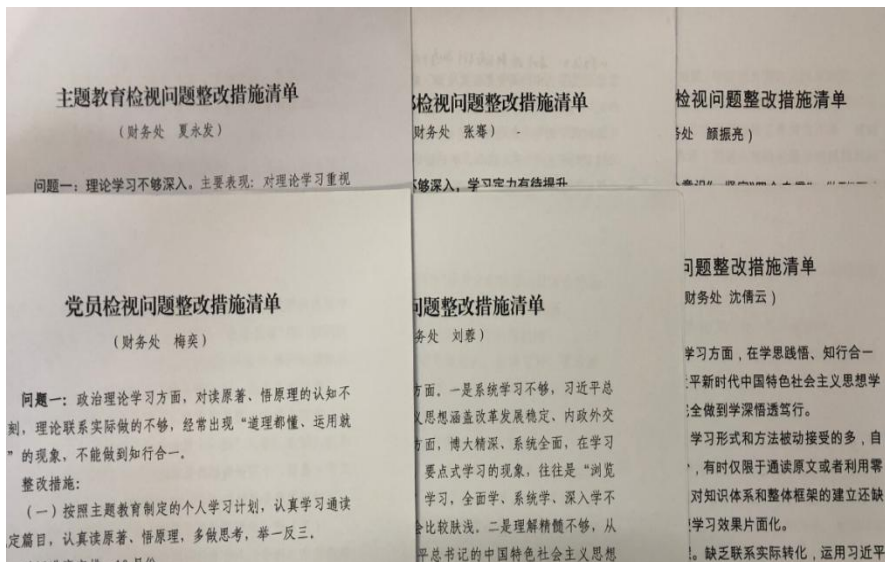 主题教育检视问题整改措施清单
（财务处 夏永发）
问题一：理论学习不够深入。主要表现：对理论学习重视
检视问题整改措施清单
财务处 张骞）
不够深入，学习定力有待提升
检视问题整改措施清单
务处 颜振亮）
党员检视问题整改措施清单
（财务处 梅奕）
问题一：政治理论学习方面，对读原著、悟原理的认知不
刻，理论联系实际做的不够，经常出现“道理都懂、运用就
”的现象，不能做到知行合一。
整改措施：
（一）按照主题教育制定的个人学习计划，认真学习通读
定篇目，认真读原著、悟原理，多做思考，举一反三．
问题整改措施清单
务处 刘蓉）
方面。一是系统学习不够，习近平总
义思想涵盖改革发展稳定、内政外交
方面，博大精深、系统全面，在学习
要点式学习的现象，往往是“浏览
学习，全面学、系统学、深入学不
会比较肤浅，二是理解精髓不够，从
平总书记的中国特色社会主义思想
问题整改措施清单
财务处 沈倩云）
学习方面，在学思践悟、知行合一
平新时代中国特色社会主义思想学
完全做到学深悟透笃行。
学习形式和方法被动接受的多，自
，有时仅限于通读原文或者利用零
对知识体系和整体框架的建立还缺
学习效果片面化。
。缺乏联系实际转化，运用习近平